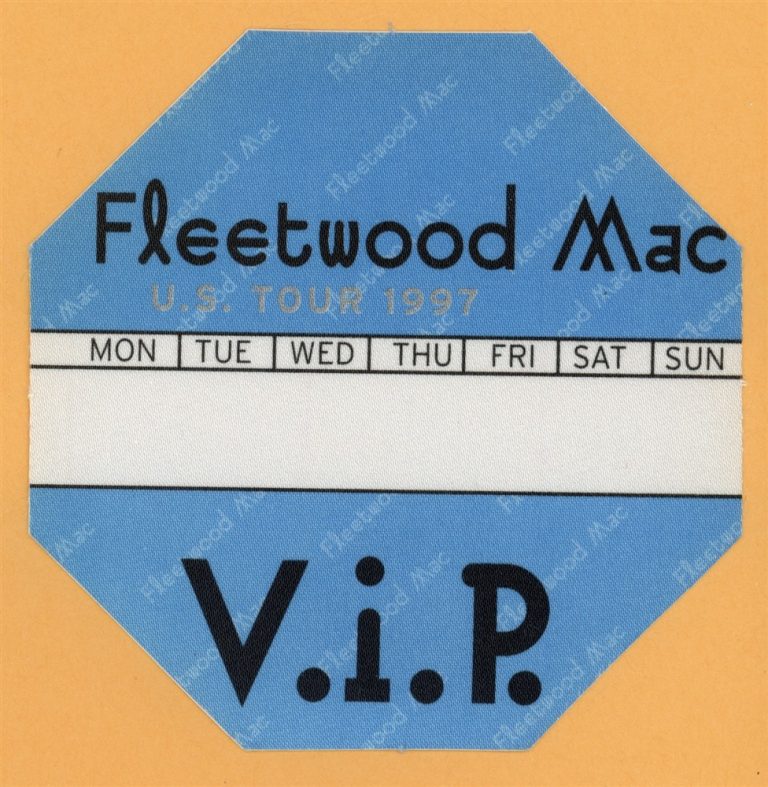 Fleetwood Mac
U.S. TOUR 1997
MON TUE WED THU FRI SAT SUN
V.i.P.